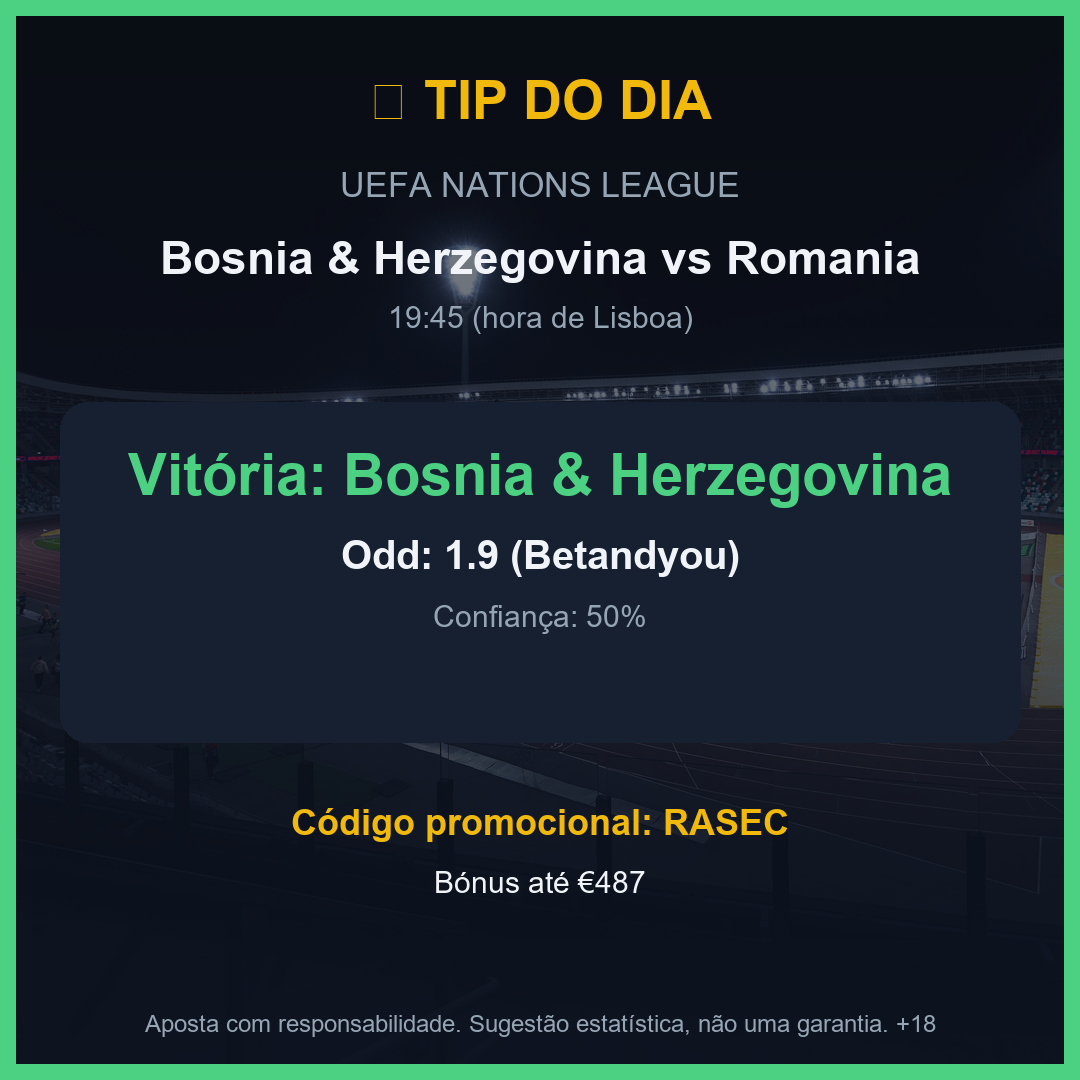 TIP DO DIA
UEFA NATIONS LEAGUE
Bosnia & Herzegovina vs Romania
19:45 (hora de Lisboa)
Vitória: Bosnia & Herzegovina
Odd: 1.9 (Betandyou)
Confiança: 50%
Código promocional: RASEC
Bónus até €487
Aposta com responsabilidade. Sugestão estatística, não uma garantia. +18